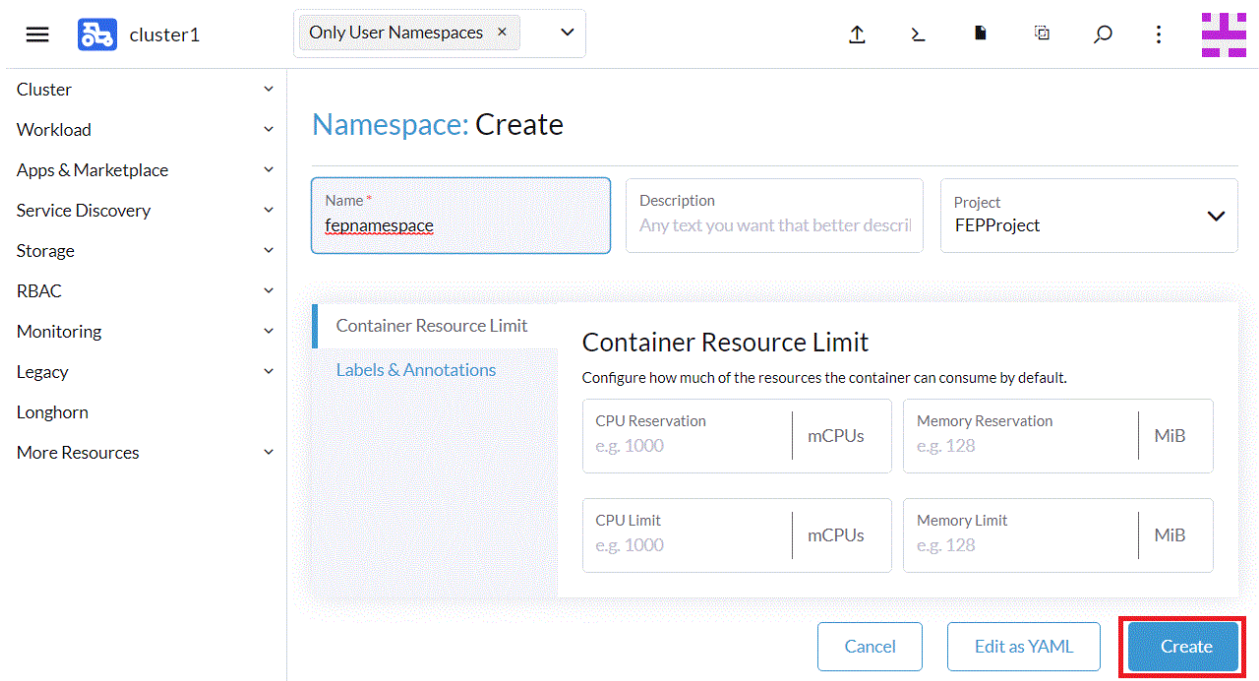 cluster1
Only User Namespaces ×
Cluster
Workload
Apps & Marketplace
Service Discovery
Storage
RBAC
Monitoring
Legacy
Longhorn
More Resources
Namespace: Create
Name *
fepnamespace
Description
Any text you want that better descril
Project
FEPProject
Container Resource Limit
Labels & Annotations
Container Resource Limit
Configure how much of the resources the container can consume by default.
CPU Reservation
e.g. 1000
mCPUs
Memory Reservation
e.g. 128
MiB
CPU Limit
e.g. 1000
mCPUs
Memory Limit
e.g. 128
MiB
Cancel
Edit as YAML
Create